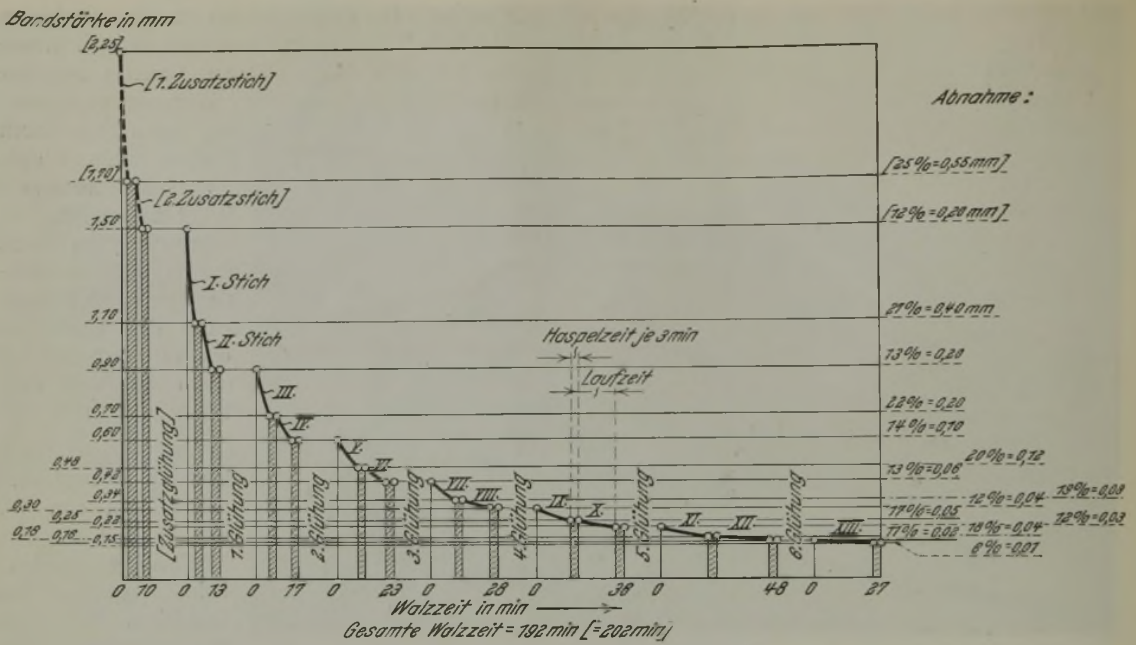 Bandstärke in mm
[2,25]
[1. Zusatzstich]
Abnahme:
[1,70]
[25%=0,55 mm]
[2. Zusatzstich]
1,50
[12%=0,20 mm]
I. Stich
1,10
21%=0,40 mm
II. Stich
Haspelzeit je 3 min
0,90
13%=0,20
III.
Laufzeit
0,70
22%=0,20
IV.
0,60
14%=0,10
V.
0,48
20%=0,12
VI.
13%=0,06
VII.
0,34
12%=0,04
VIII.
0,30
17%=0,05
IX.
X.
0,25
0,22
12%=0,03
XI.
XII.
XIII.
0,18
0,16
0,15
11%=0,02
18%=0,04
6%=0,01
[Zusatzglühung]
1. Glühung
2. Glühung
3. Glühung
4. Glühung
5. Glühung
6. Glühung
0 10 0 13 0 17 0 23 0 28 0 38 0 48 0 27
Walzzeit in min
Gesamte Walzzeit = 192 min [= 202 min]